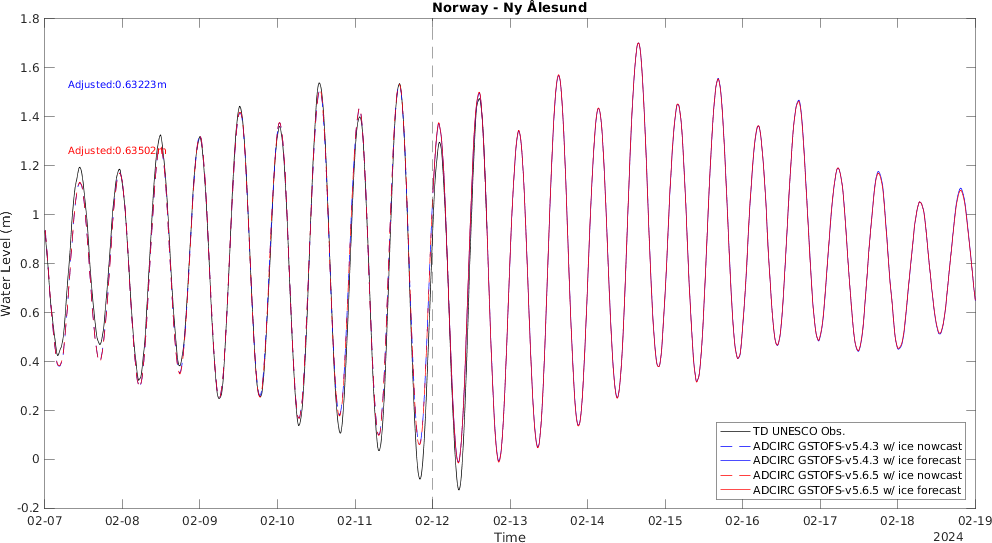 Norway - Ny Ålesund
1.8
1.6
1.4
1.2
1
0.8
0.6
0.4
0.2
0
-0.2
Water Level (m)
Adjusted:0.63223m
Adjusted:0.63502m
TD UNESCO Obs.
ADCIRC GSTOFS-v5.4.3 w/ ice nowcast
ADCIRC GSTOFS-v5.4.3 w/ ice forecast
ADCIRC GSTOFS-v5.6.5 w/ ice nowcast
ADCIRC GSTOFS-v5.6.5 w/ ice forecast
02-07 02-08 02-09 02-10 02-11 02-12 02-13 02-14 02-15 02-16 02-17 02-18 02-19
Time
2024